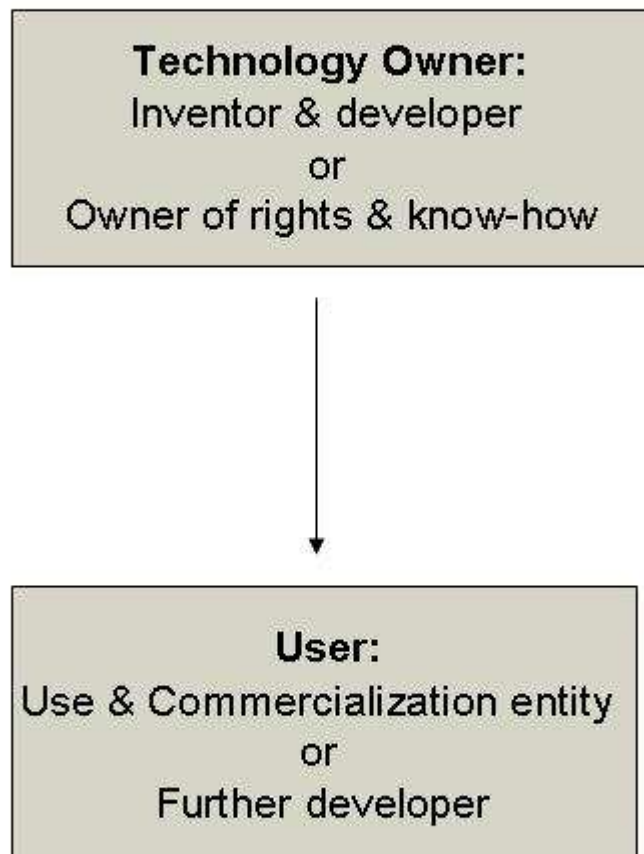 Technology Owner:
Inventor & developer
or
Owner of rights & know-how
User:
Use & Commercialization entity
or
Further developer